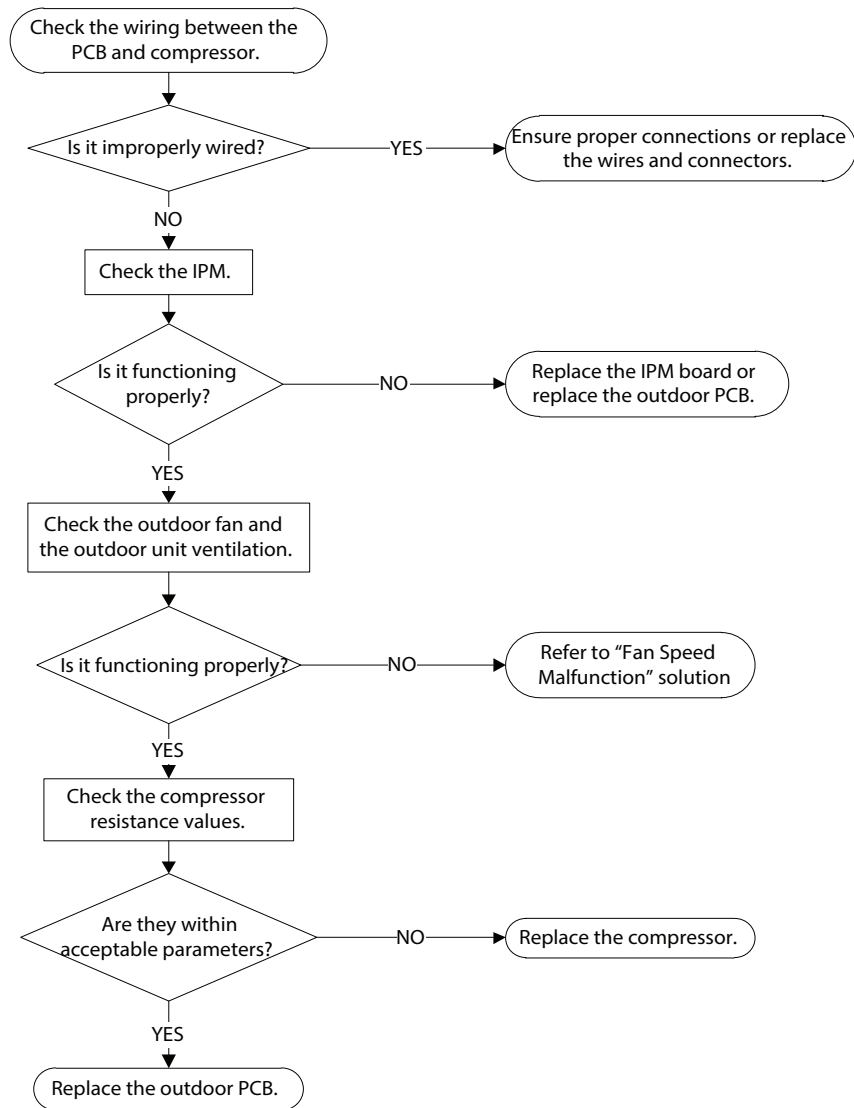 Check the wiring between the
PCB and compressor.
Is it improperly wired?
YES
Ensure proper connections or replace
the wires and connectors.
NO
Check the IPM.
Is it functioning
properly?
NO
Replace the IPM board or
replace the outdoor PCB.
YES
Check the outdoor fan and
the outdoor unit ventilation.
Is it functioning properly?
NO
Refer to “Fan Speed
Malfunction” solution
YES
Check the compressor
resistance values.
Are they within
acceptable parameters?
NO
Replace the compressor.
YES
Replace the outdoor PCB.